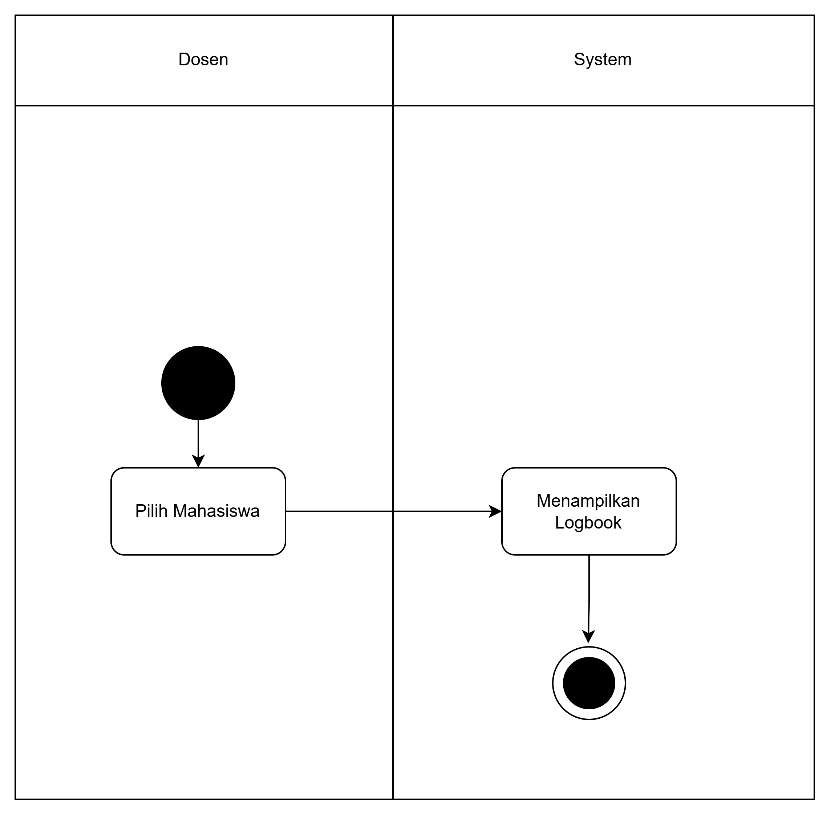 Dosen
System
Pilih Mahasiswa
Menampilkan
Logbook